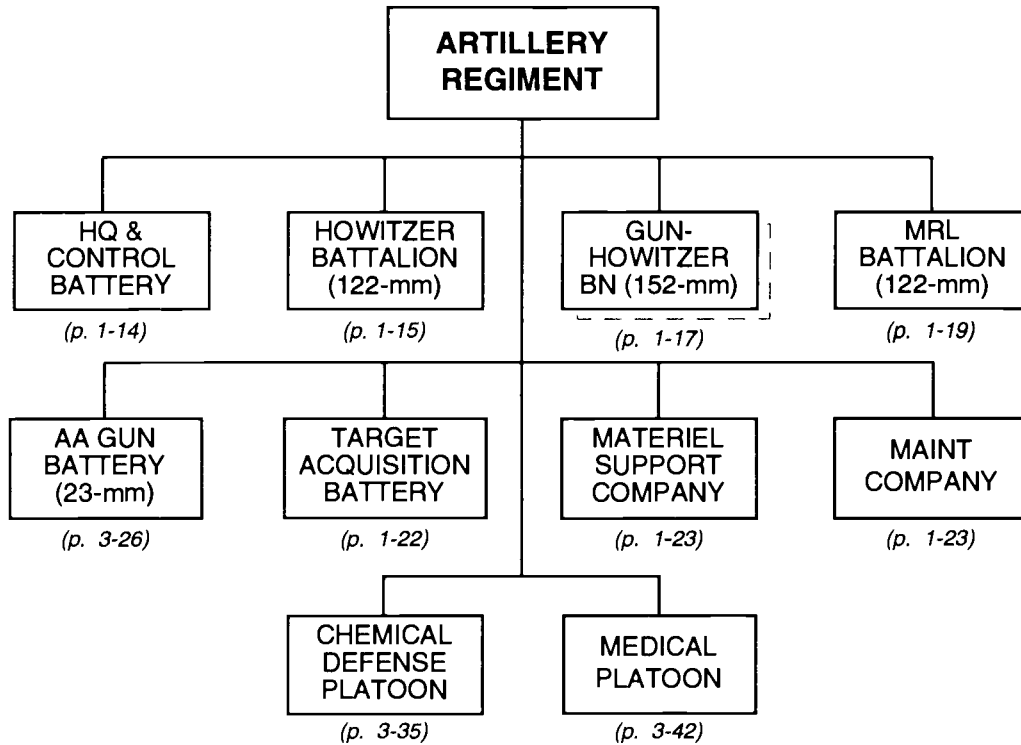 ARTILLERY
REGIMENT
HQ &
CONTROL
BATTERY
(p. 1-14)
HOWITZER
BATTALION
(122-mm)
(p. 1-15)
GUN-
HOWITZER
BN (152-mm)
(p. 1-17)
MRL
BATTALION
(122-mm)
(p. 1-19)
AA GUN
BATTERY
(23-mm)
(p. 3-26)
TARGET
ACQUISITION
BATTERY
(p. 1-22)
MATERIEL
SUPPORT
COMPANY
(p. 1-23)
MAINT
COMPANY
(p. 1-23)
CHEMICAL
DEFENSE
PLATOON
(p. 3-35)
MEDICAL
PLATOON
(p. 3-42)